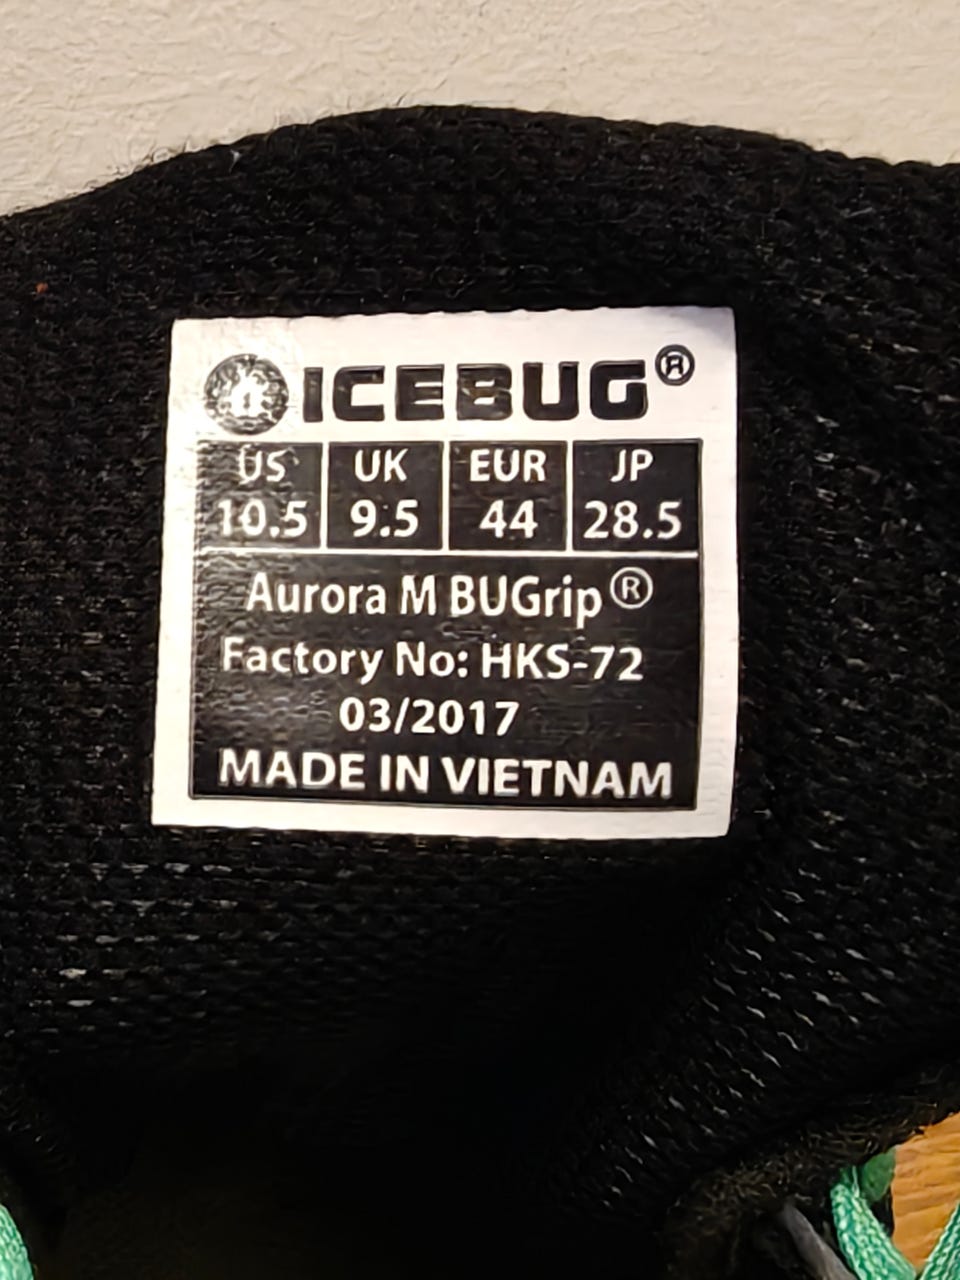 ICEBUG®
US UK EUR JP
10.5 9.5 44 28.5
Aurora M BUGrip®
Factory No: HKS-72
03/2017
MADE IN VIETNAM